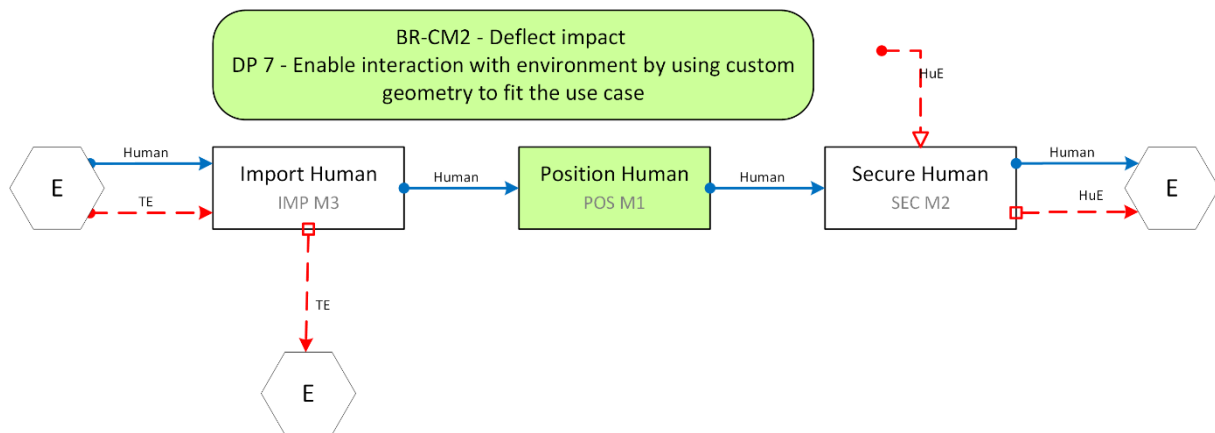 BR-CM2 - Deflect impact
DP 7 - Enable interaction with environment by using custom
geometry to fit the use case
HuE
E
Human
TE
Import Human
IMP M3
Human
Position Human
POS M1
Human
Secure Human
SEC M2
Human
HuE
E
TE
E